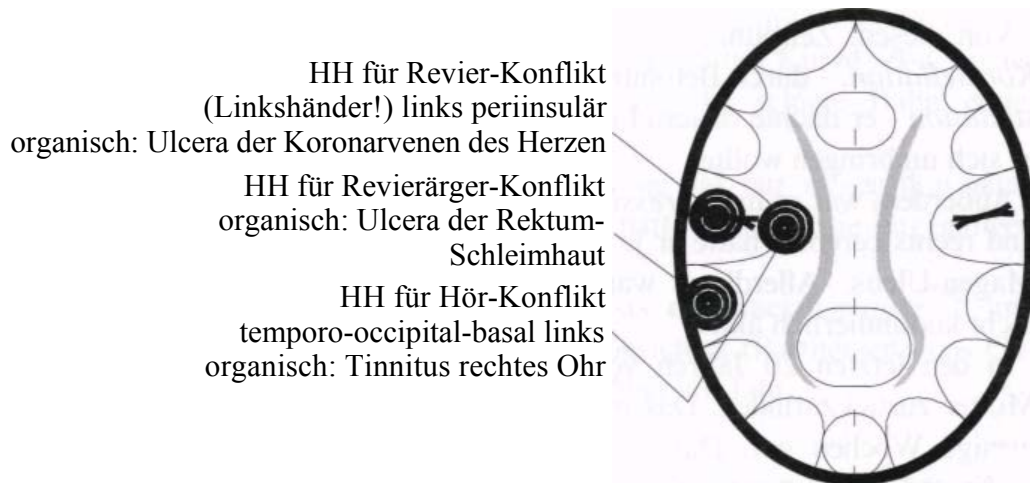 HH für Revier-Konflikt
(Linkshänder!) links periinsulär
organisch: Ulcera der Koronarvenen des Herzen
HH für Revierärger-Konflikt
organisch: Ulcera der Rektum-
Schleimhaut
HH für Hör-Konflikt
temporo-occipital-basal links
organisch: Tinnitus rechtes Ohr